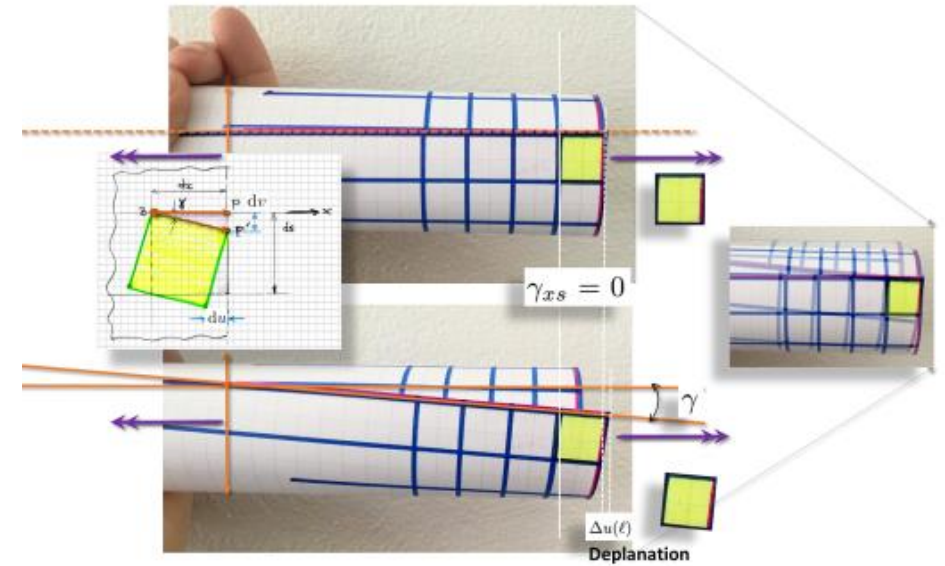 dx
γ
P dv
x
P'
ds
du
γxs = 0
γ
Δu(ℓ)
Deplanation